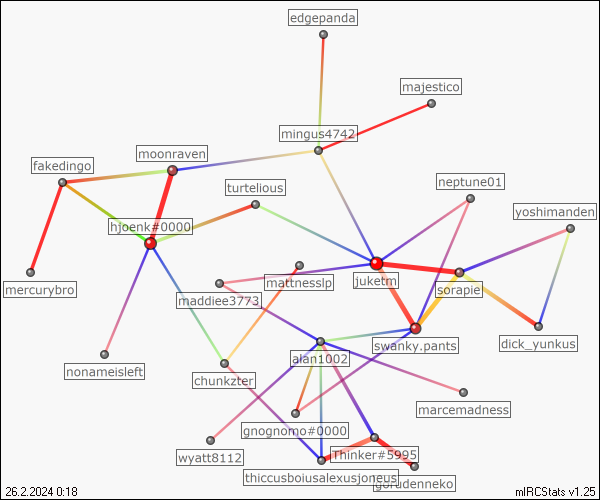 edgepanda
majestico
mingus4742
moonraven
fakedingo
turtelious
neptune01
yoshimanden
hjoenk#0000
mercurybro
maddiee3773
mattnesslp
juketm
sorapie
nonameisleft
chunkzter
alan1002
swanky.pants
dick_yunkus
marcemadness
gnognomo#0000
wyatt8112
Thinker#5995
thiccusboiusalexusjoneus
gorudenneko
26.2.2024 0:18
mIRCStats v1.25